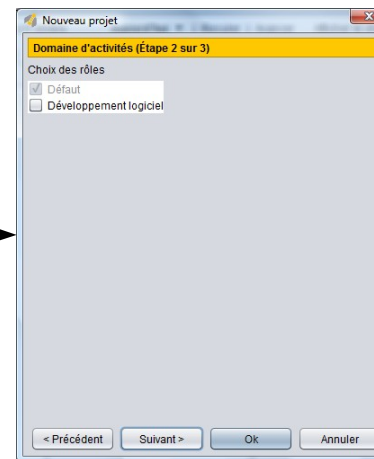 Nouveau projet
Domaine d'activités (Étape 2 sur 3)
Choix des rôles
Défaut
Développement logiciel
< Précédent Suivant > Ok Annuler